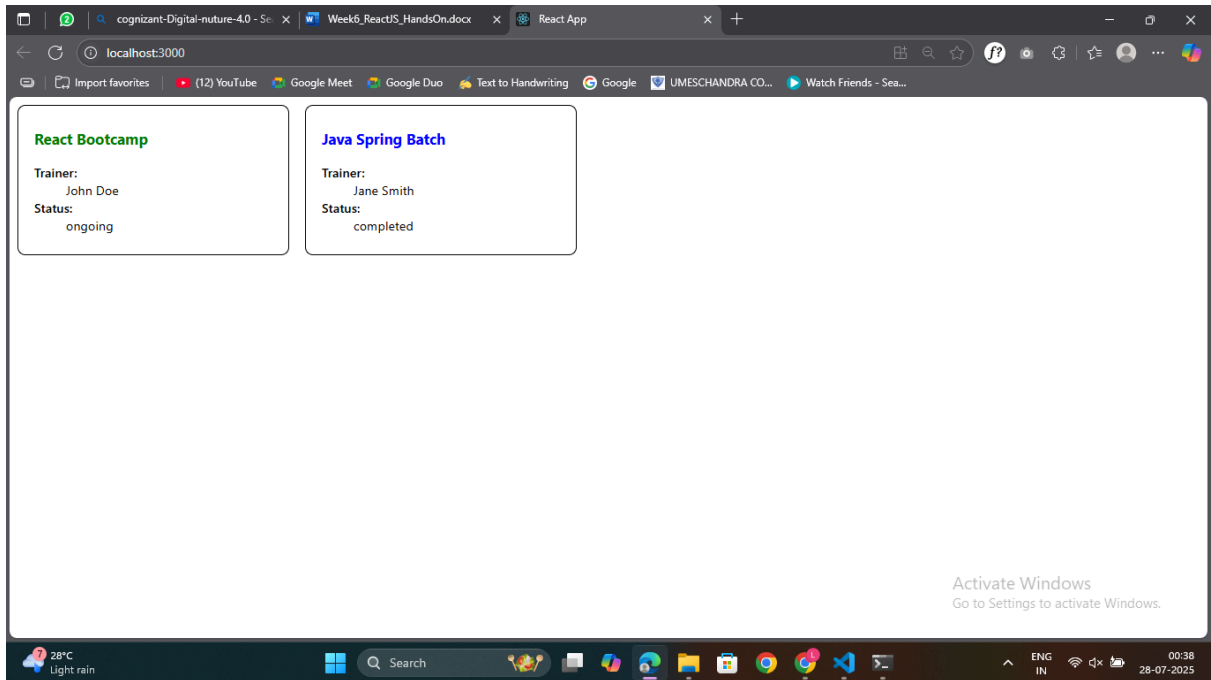 2
cognizant-Digital-nuture-4.0 - Se
Week6_ReactJS_HandsOn.docx
React App
localhost:3000
f?
Import favorites
(12) YouTube
Google Meet
Google Duo
Text to Handwriting
Google
UMESCHANDRA CO...
Watch Friends - Sea...
React Bootcamp
Trainer:
John Doe
Status:
ongoing
Java Spring Batch
Trainer:
Jane Smith
Status:
completed
Activate Windows
Go to Settings to activate Windows.
7
28°C
Light rain
Search
ENG
IN
00:38
28-07-2025